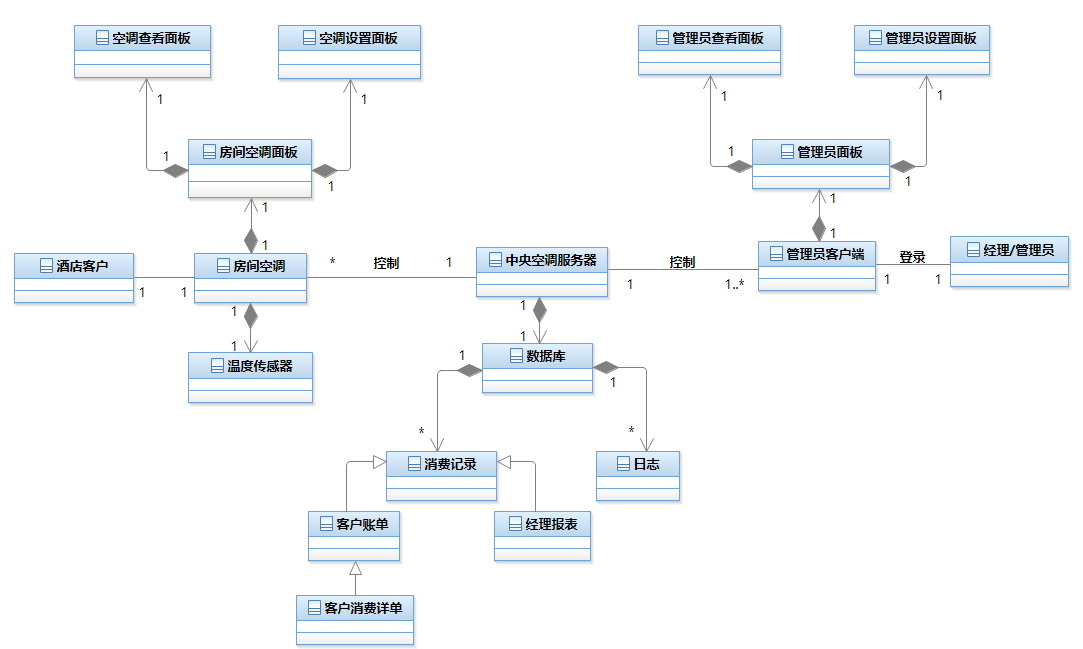 空调查看面板
空调设置面板
管理员查看面板
管理员设置面板
1
1
1
1
房间空调面板
管理员面板
1
1
1
1
1
1
1
1
酒店客户
房间空调
*
控制
1
中央空调服务器
控制
管理员客户端
登录
经理/管理员
1
1
1
1..*
1
1
1
1
1
1
温度传感器
数据库
1
1
*
*
消费记录
日志
客户账单
经理报表
客户消费详单